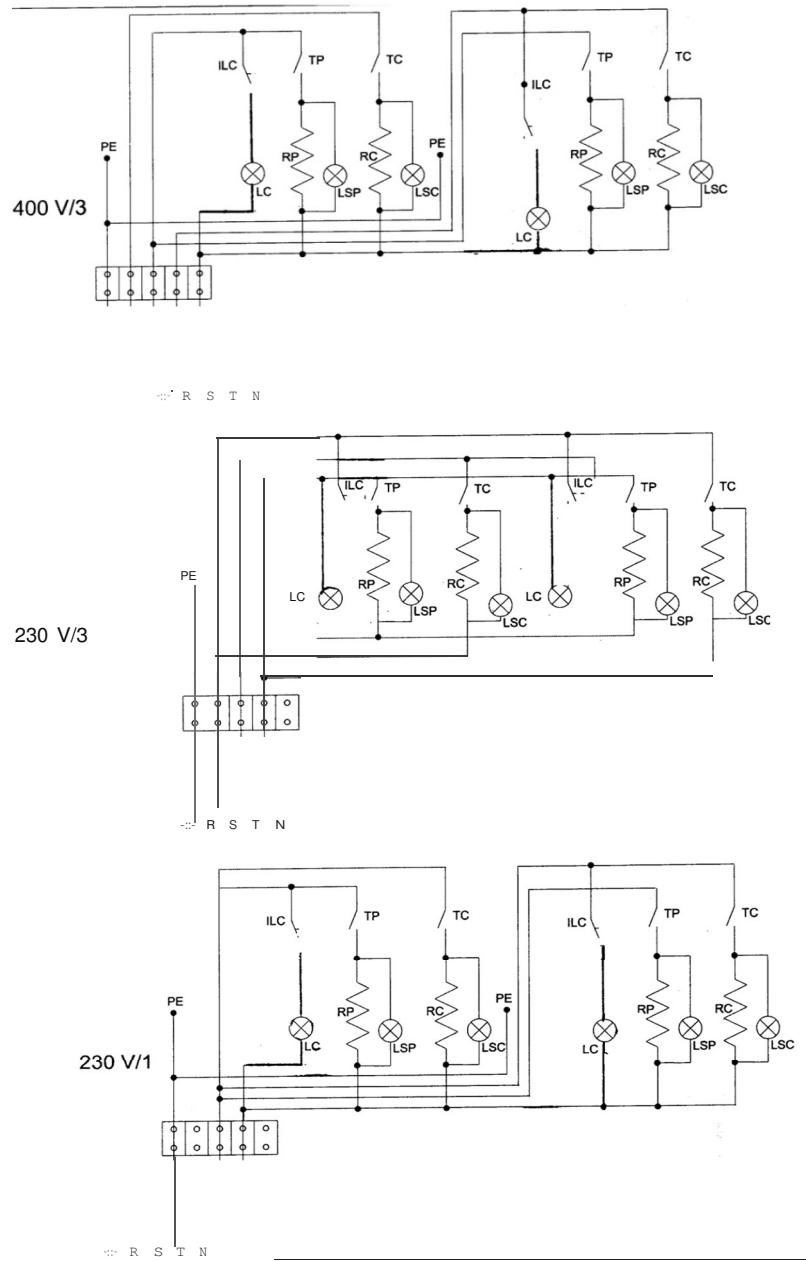 ILC TP TC ILC TP TC
PE RP RC PE RP RC
LC LSP LSC LC LSP LSC
400 V/3
R S T N
ILC TP TC ILC TP TC
PE LC RP RC LC RP RC
LSP LSC LSP LSC
230 V/3
R S T N
ILC TP TC ILC TP TC
PE RP RC PE RP RC
LC LSP LSC LC LSP LSC
230 V/1
R S T N